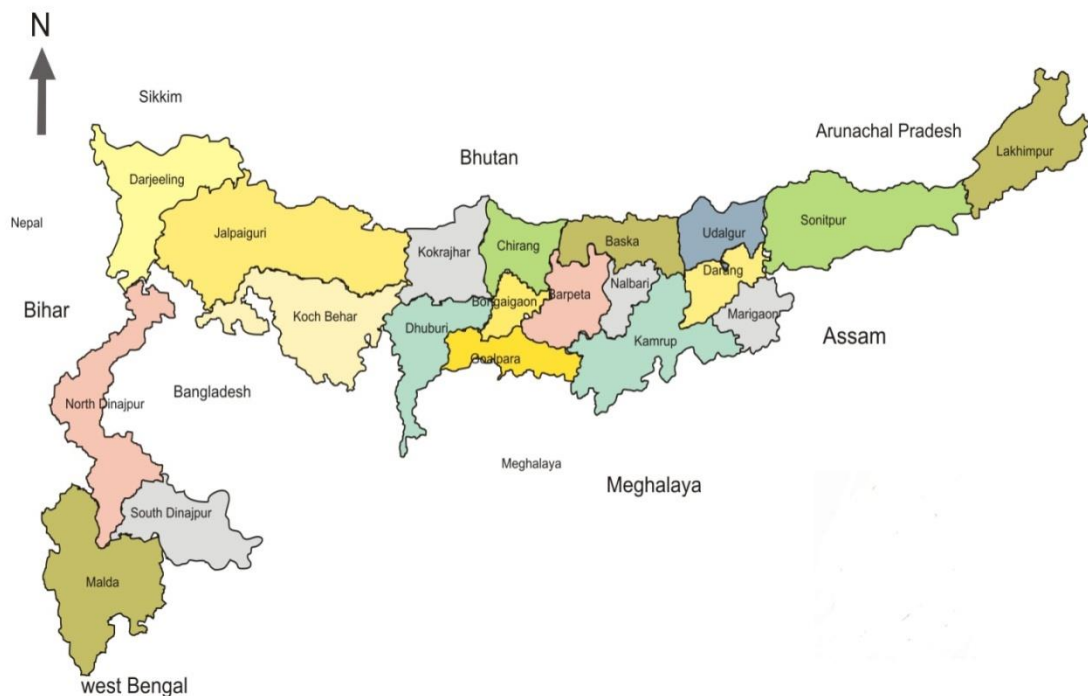 N
Sikkim
Arunachal Pradesh
Lakhimpur
Bhutan
Darjeeling
Nepal
Jalpaiguri
Kokrajhar
Chirang
Baska
Udalgur
Sonitpur
Bihar
Koch Behar
Dhuburi
Bongaigaon
Barpeta
Nalbari
Darang
Marigaon
Assam
Goalpara
Kamrup
Bangladesh
North Dinajpur
Meghalaya
Meghalaya
South Dinajpur
Malda
west Bengal